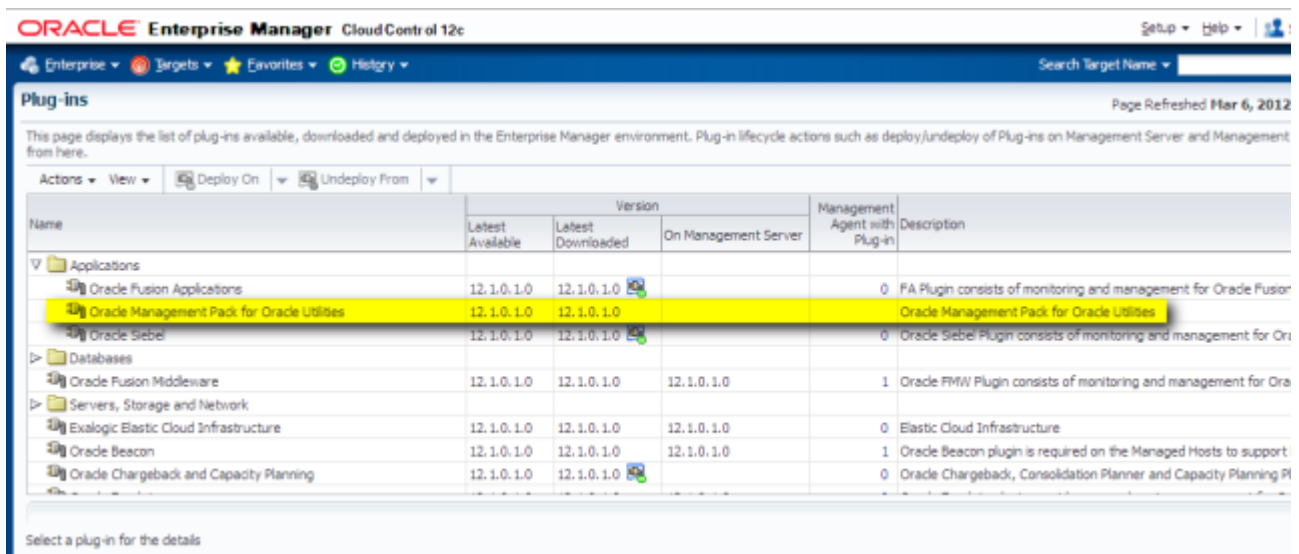 ORACLE Enterprise Manager Cloud Control 12c Setup Help
Enterprise Targets Favorites History Search Target Name
Plug-ins Page Refreshed Mar 6, 2012
This page displays the list of plug-ins available, downloaded and deployed in the Enterprise Manager environment. Plug-in lifecycle actions such as deploy/undeploy of Plug-ins on Management Server and Management
from here.
Actions View Deploy On Undeploy From
Name Version Management Agent with Plug-in Description
Latest Available Latest Downloaded On Management Server
Applications
Oracle Fusion Applications 12.1.0.1.0 12.1.0.1.0 0 FA Plugin consists of monitoring and management for Oracle Fusion
Oracle Management Pack for Oracle Utilities 12.1.0.1.0 12.1.0.1.0 Oracle Management Pack for Oracle Utilities
Oracle Siebel 12.1.0.1.0 12.1.0.1.0 0 Oracle Siebel Plugin consists of monitoring and management for
Databases
Oracle Fusion Middleware 12.1.0.1.0 12.1.0.1.0 12.1.0.1.0 1 Oracle FMW Plugin consists of monitoring and management for
Servers, Storage and Network
Exalogic Elastic Cloud Infrastructure 12.1.0.1.0 12.1.0.1.0 12.1.0.1.0 0 Elastic Cloud Infrastructure
Oracle Beacon 12.1.0.1.0 12.1.0.1.0 12.1.0.1.0 1 Oracle Beacon plugin is required on the Managed Hosts to support
Oracle Chargeback and Capacity Planning 12.1.0.1.0 12.1.0.1.0 0 Oracle Chargeback, Consolidation Planner and Capacity Planning
Select a plug-in for the details